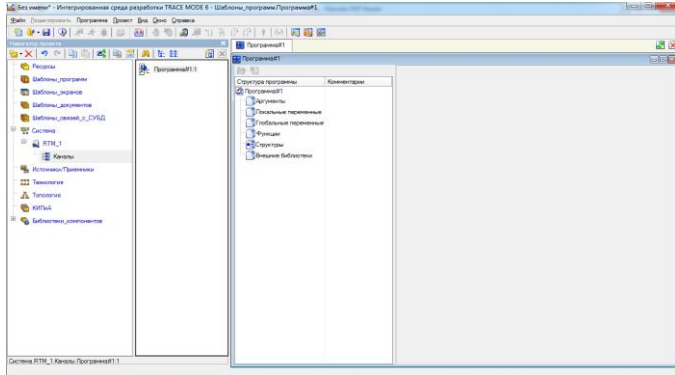 Без имени* - Интегрированная среда разработки TRACE MODE 6 - Шаблоны_программ.Программа#1
Файл Редактировать Программа Проект Вид Окно Справка
Навигатор проекта
Ресурсы
Шаблоны_программ
Шаблоны_экранов
Шаблоны_документов
Шаблоны_связей_с_СУБД
Система
RTM_1
Каналы
Источники/Приемники
Технология
Топология
КИПиА
Библиотеки_компонентов
Программа#1:1
Программа#1
Программа#1
Структура программы Комментарии
Программа#1
Аргументы
Локальные переменные
Глобальные переменные
Функции
Структуры
Внешние библиотеки
Система.RTM_1.Каналы.Программа#1:1